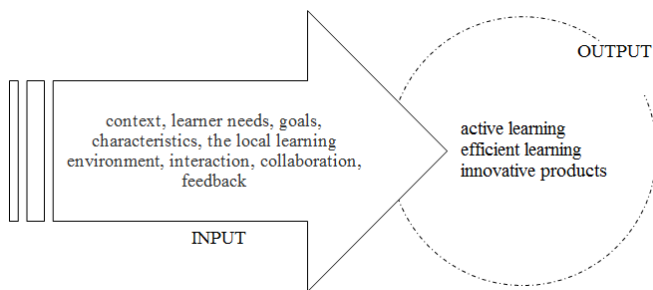 OUTPUT
context, learner needs, goals,
characteristics, the local learning
environment, interaction, collaboration,
feedback
active learning
efficient learning
innovative products
INPUT